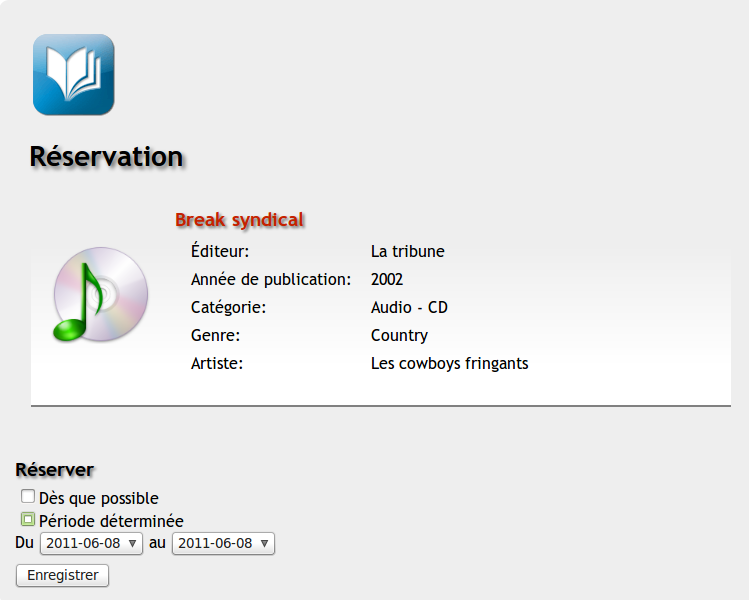 Réservation
Break syndical
Éditeur: La tribune
Année de publication: 2002
Catégorie: Audio - CD
Genre: Country
Artiste: Les cowboys fringants
Réserver
Dès que possible
Période déterminée
Du 2011-06-08 au 2011-06-08
Enregistrer